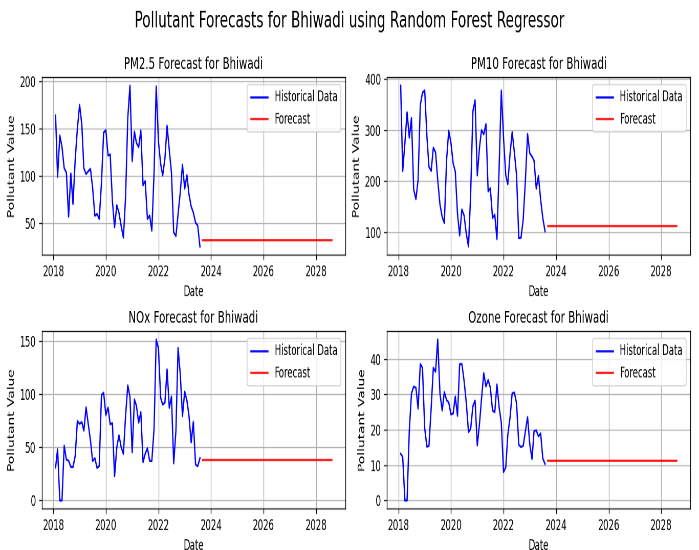 Pollutant Forecasts for Bhiwadi using Random Forest Regressor
PM2.5 Forecast for Bhiwadi
200
150
100
50
Pollutant Value
Historical Data
Forecast
2018 2020 2022 2024 2026 2028
Date
PM10 Forecast for Bhiwadi
400
300
200
100
Pollutant Value
Historical Data
Forecast
2018 2020 2022 2024 2026 2028
Date
NOx Forecast for Bhiwadi
150
100
50
0
Pollutant Value
Historical Data
Forecast
2018 2020 2022 2024 2026 2028
Date
Ozone Forecast for Bhiwadi
40
30
20
10
0
Pollutant Value
Historical Data
Forecast
2018 2020 2022 2024 2026 2028
Date